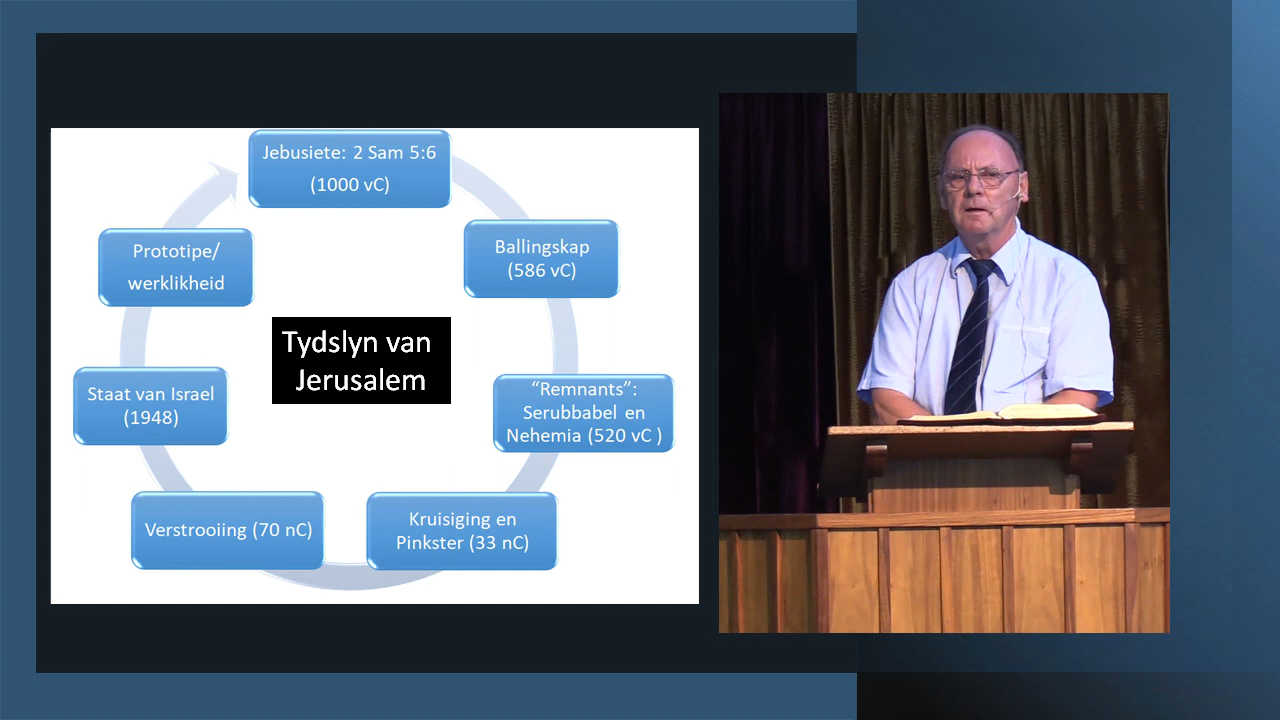 Jebusiete: 2 Sam 5:6
(1000 vC)
Ballingskap
(586 vC)
“Remnants”:
Serubbabel en
Nehemia (520 vC )
Kruisiging en
Pinkster (33 nC)
Verstrooiing (70 nC)
Staat van Israel
(1948)
Prototipe/
werklikheid
Tydslyn van
Jerusalem